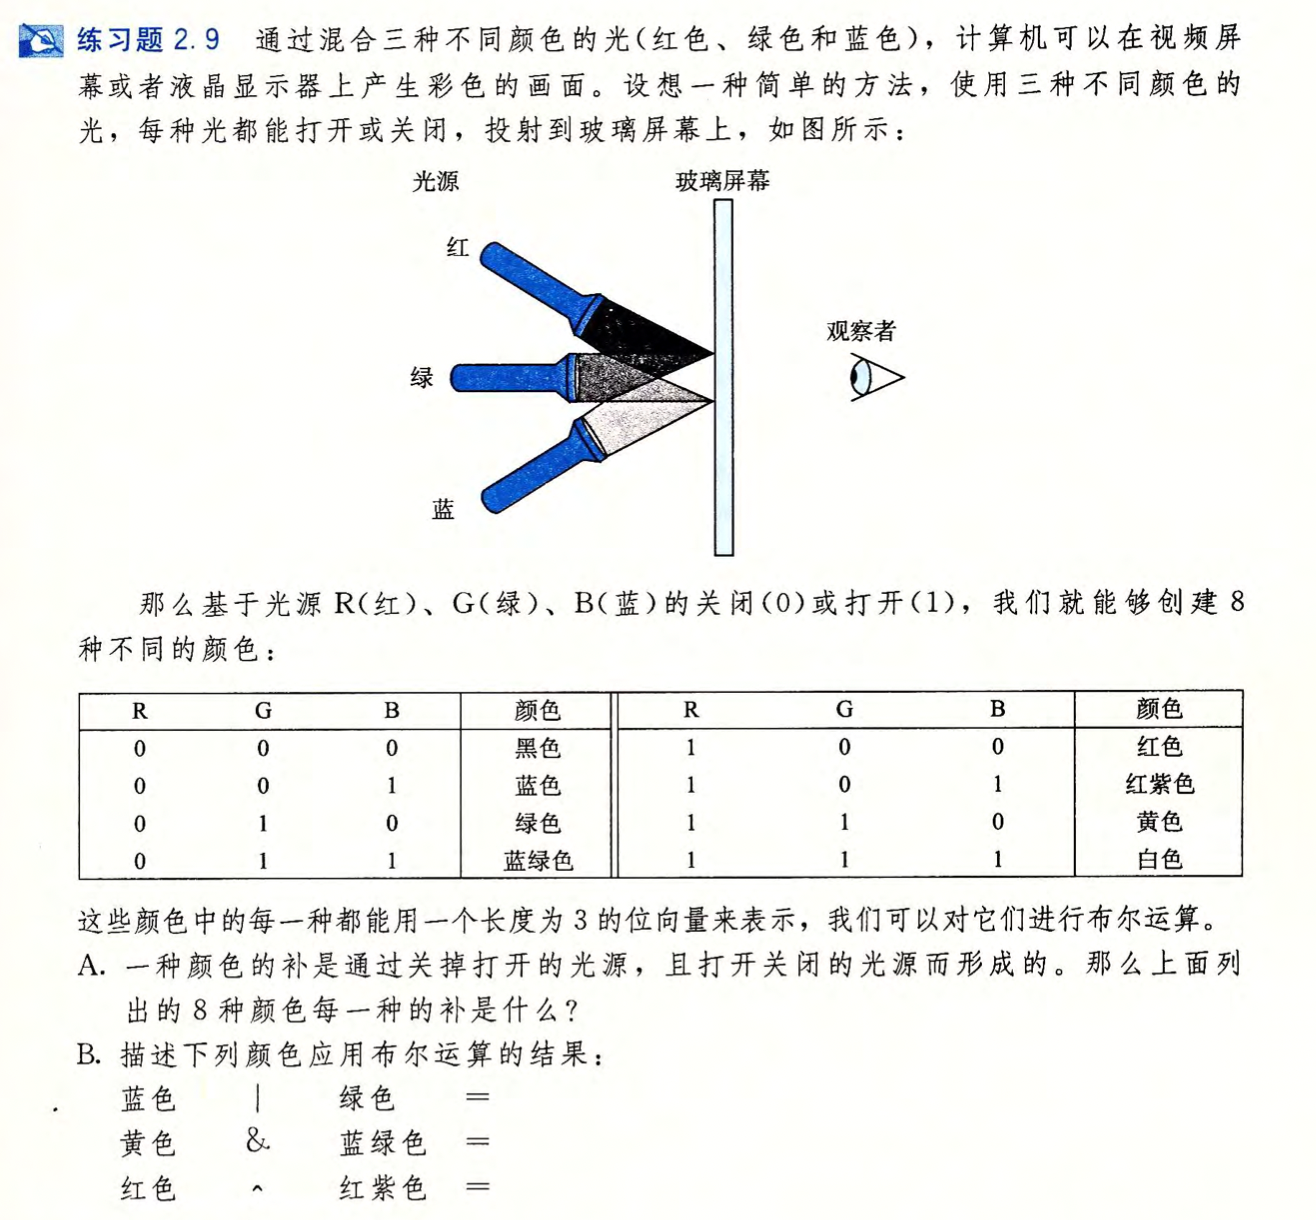 练习题 2.9 通过混合三种不同颜色的光(红色、绿色和蓝色)，计算机可以在视频屏
幕或者液晶显示器上产生彩色的画面。设想一种简单的方法，使用三种不同颜色的
光，每种光都能打开或关闭，投射到玻璃屏幕上，如图所示：
光源 玻璃屏幕
红
观察者
绿
蓝
那么基于光源 R(红)、G(绿)、B(蓝)的关闭(0)或打开(1)，我们就能够创建 8
种不同的颜色：
R G B 颜色 R G B 颜色
0 0 0 黑色 1 0 0 红色
0 0 1 蓝色 1 0 1 红紫色
0 1 0 绿色 1 1 0 黄色
0 1 1 蓝绿色 1 1 1 白色
这些颜色中的每一种都能用一个长度为 3 的位向量来表示，我们可以对它们进行布尔运算。
A. 一种颜色的补是通过关掉打开的光源，且打开关闭的光源而形成的。那么上面列
出的 8 种颜色每一种的补是什么？
B. 描述下列颜色应用布尔运算的结果：
蓝色 | 绿色 =
黄色 & 蓝绿色 =
红色 ^ 红紫色 =